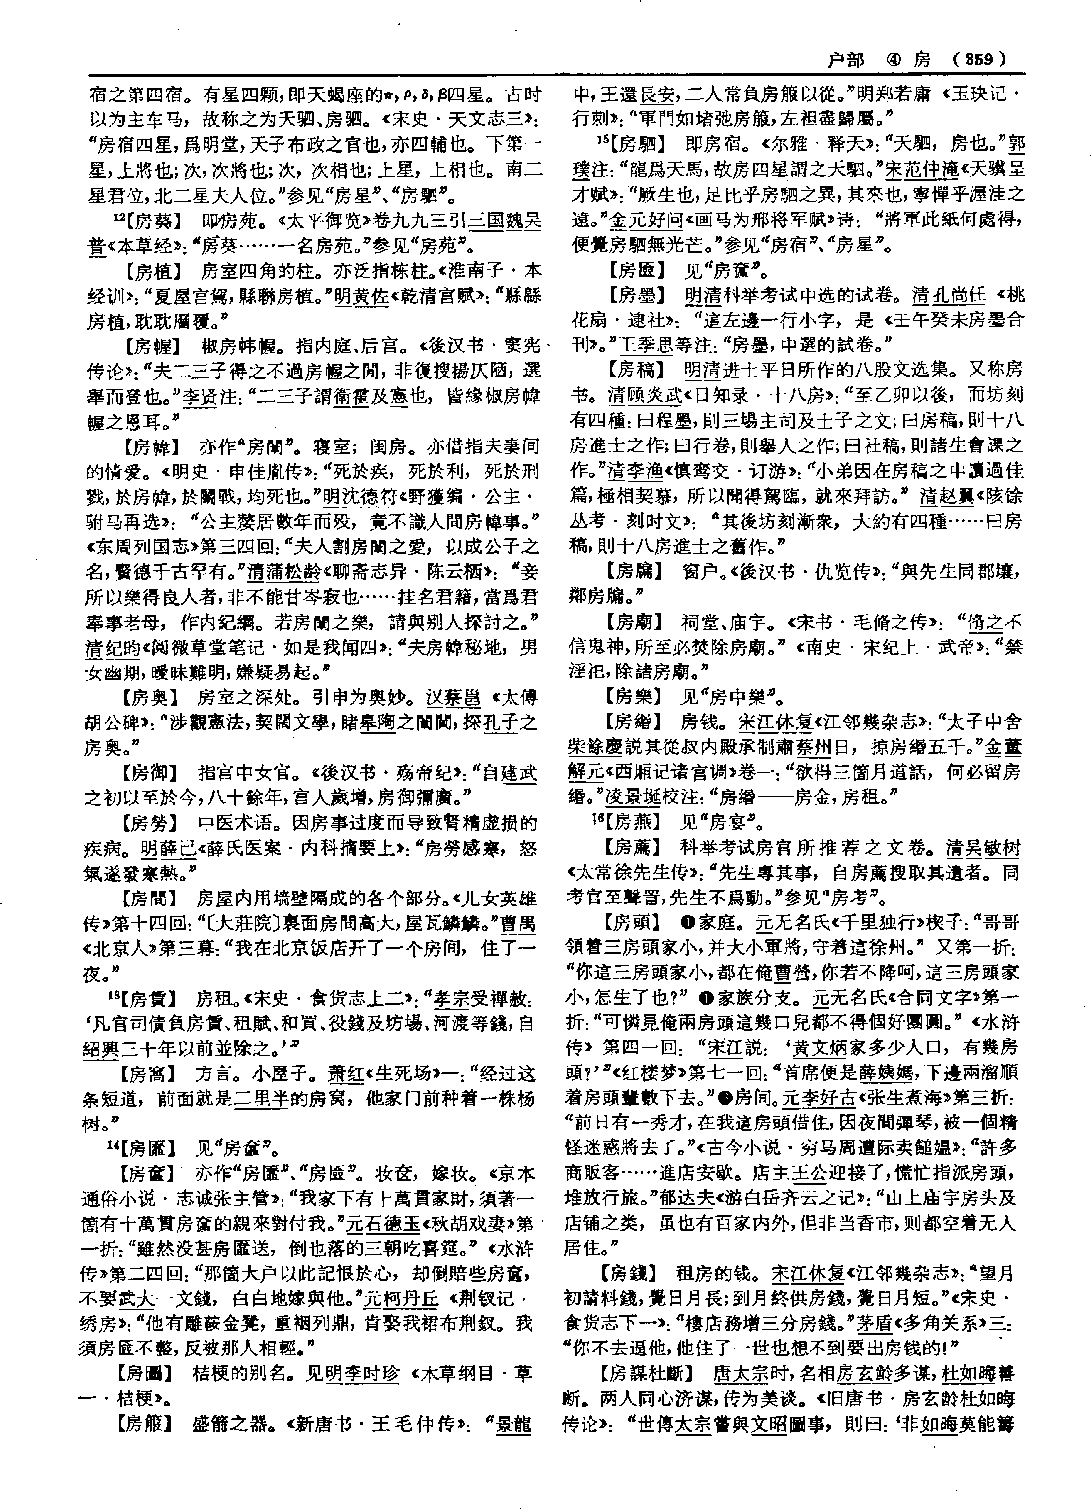 户部 ④ 房 (359)
宿之第四宿。有星四颗,即天蝎座的π,ρ,δ,β四星。古时
以为主车马，故称之为天驷、房驷。《宋史·天文志三》：
“房宿四星，爲明堂，天子布政之官也，亦四輔也。下第一
星，上將也；次，次將也；次，次相也；上星，上相也。南二
星君位，北二星夫人位。”参见“房星”、“房駟”。
12【房葵】 即房苑。《太平御览》卷九九三引三国魏吴
普《本草经》：“房葵……一名房苑。”参见“房苑”。
【房植】 房室四角的柱。亦泛指栋柱。《淮南子·本
经训》：“夏屋宫駕，縣聯房植。”明黄佐《乾清宫赋》：“縣緜
房植，耽耽厲覆。”
【房幄】 椒房帏幄。指内庭、后宫。《後汉书·窦宪
传论》：“夫二三子得之不過房幄之間，非復搜揚仄陋，選
舉而登也。”李贤注：“二三子謂衛霍及憲也，皆緣椒房幃
幄之恩耳。”
【房幃】 亦作“房闈”。寝室；闺房。亦借指夫妻间
的情爱。《明史·申佳胤传》：“死於疾，死於利，死於刑
戮，於房幃，於鬭戰，均死也。”明沈德符《野獲编·公主·
驸马再选》：“公主嫠居數年而殁，竟不識人間房幃事。”
《东周列国志》第三四回：“夫人割房闈之愛，以成公子之
名，賢德于古罕有。”清蒲松龄《聊斋志异·陈云栖》：“妾
所以樂得良人者，非不能甘岑寂也……挂名君籍，當爲君
奉事老母，作内紀綱。若房闈之樂，請與别人探討之。”
清纪昀《阅微草堂笔记·如是我闻四》：“夫房幃秘地，男
女幽期，曖昧難明，嫌疑易起。”
【房奥】 房室之深处。引申为奥妙。汉蔡邕《太傅
胡公碑》：“涉觀憲法，契闊文學，睹皋陶之閫閾，探孔子之
房奥。”
【房御】 指宫中女官。《後汉书·殇帝纪》：“自建武
之初以至於今，八十餘年，宫人歲增，房御彌廣。”
【房勞】 中医术语。因房事过度而导致肾精虚损的
疾病。明薛己《薛氏医案·内科摘要上》：“房勞感寒，怒
氣遂發寒熱。”
【房間】 房屋内用墙壁隔成的各个部分。《儿女英雄
传》第十四回：“〔大莊院〕裏面房間高大，屋瓦鱗鱗。”曹禺
《北京人》第三幕：“我在北京饭店开了一个房间，住了一
夜。”
13【房賃】 房租。《宋史·食货志上二》：“孝宗受禪赦：
‘凡官司債負房賃、租賦、和買、役錢及坊場、河渡等錢，自
紹興三十年以前並除之。’”
【房窩】 方言。小屋子。萧红《生死场》一：“经过这
条短道，前面就是二里半的房窝，他家门前种着一株杨
树。”
14【房匲】 见“房奩”。
【房奩】 亦作“房匲”、“房匳”。妆奁，嫁妆。《京本
通俗小说·志诚张主管》：“我家下有十萬貫家財，須著一
箇有十萬貫房奩的親來對付我。”元石德玉《秋胡戏妻》第
一折：“雖然没甚房匲送，倒也落的三朝吃喜筵。”《水浒
传》第二四回：“那箇大户以此記恨於心，却倒賠些房奩，
不要武大一文錢，白白地嫁與他。”元柯丹丘《荆钗记·
绣房》：“他有雕鞍金凳，重裀列鼎，肯娶我裙布荆釵。我
須房匲不整，反被那人相輕。”
【房圖】 桔梗的别名。见明李时珍《本草纲目·草
一·桔梗》。
【房箙】 盛箭之器。《新唐书·王毛仲传》：“景龍
中，王還長安，二人常負房箙以從。”明郑若庸《玉玦记·
行刺》：“軍門如堵弛房箙，左袒盡歸屬。”
15【房駟】 即房宿。《尔雅·释天》：“天駟，房也。”郭
璞注：“龍爲天馬，故房四星謂之天駟。”宋范仲淹《天骥呈
才赋》：“厥生也，足比乎房駟之異，其來也，寧憚乎渥洼之
遠。”金元好问《画马为邢将军赋》诗：“將軍此紙何處得，
便覺房駟無光芒。”参见“房宿”、“房星”。
【房匳】 见“房奩”。
【房墨】 明清科举考试中选的试卷。清孔尚任《桃
花扇·逮社》：“這左邊一行小字，是《壬午癸未房墨合
刊》。”王季思等注：“房墨，中選的試卷。”
【房稿】 明清进士平日所作的八股文选集。又称房
书。清顾炎武《日知录·十八房》：“至乙卯以後，而坊刻
有四種：曰程墨，則三場主司及士子之文；曰房稿，則十八
房進士之作；曰行卷，則舉人之作；曰社稿，則諸生會課之
作。”清李渔《慎鸾交·订游》：“小弟因在房稿之中讀過佳
篇，極相契慕，所以聞得駕臨，就來拜訪。”清赵翼《陔馀
丛考·刻时文》：“其後坊刻漸衆，大約有四種……曰房
稿，則十八房進士之舊作。”
【房牖】 窗户。《後汉书·仇览传》：“與先生同郡壤，
鄰房牖。”
【房廟】 祠堂、庙宇。《宋书·毛脩之传》：“脩之不
信鬼神，所至必焚除房廟。”《南史·宋纪上·武帝》：“禁
淫祀，除諸房廟。”
【房樂】 见“房中樂”。
【房緡】 房钱。宋江休复《江邻幾杂志》：“太子中舍
柴餘慶説其從叔内殿承制肅蔡州日，掠房緡五千。”金董
解元《西厢记诸宫调》卷一：“欲得三箇月道話，何必留房
緡。”凌景埏校注：“房緡——房金，房租。”
16【房燕】 见“房宴”。
【房薦】 科举考试房官所推荐之文卷。清吴敏树
《太常徐先生传》：“先生專其事，自房薦搜取其遺者。同
考官至聲詈，先生不爲動。”参见“房考”。
【房頭】 ❶家庭。元无名氏《千里独行》楔子：“哥哥
領着三房頭家小，并大小軍將，守着這徐州。”又第一折：
“你這三房頭家小，都在俺曹營，你若不降呵，這三房頭家
小，怎生了也？”❶家族分支。元无名氏《合同文字》第一
折：“可憐見俺兩房頭這幾口兒都不得個好團圓。”《水浒
传》第四一回：“宋江説：‘黄文炳家多少人口，有幾房
頭？’”《红楼梦》第七一回：“首席便是薛姨媽，下邊兩溜順
着房頭輩數下去。”❸房间。元李好古《张生煮海》第三折：
“前日有一秀才，在我這房頭借住，因夜間彈琴，被一個精
怪迷惑將去了。”《古今小说·穷马周遭际卖䭔媪》：“許多
商販客……進店安歇。店主王公迎接了，慌忙指派房頭，
堆放行旅。”郁达夫《游白岳齐云之记》：“山上庙宇房头及
店铺之类，虽也有百家内外，但非当香市，则都空着无人
居住。”
【房錢】 租房的钱。宋江休复《江邻幾杂志》：“望月
初請料錢，覺日月長；到月終供房錢，覺日月短。”《宋史·
食货志下一》：“樓店務增三分房錢。”茅盾《多角关系》三：
“你不去逼他，他住了一世也想不到要出房钱的！”
【房謀杜斷】 唐太宗时，名相房玄龄多谋，杜如晦善
断。两人同心济谋，传为美谈。《旧唐书·房玄龄杜如晦
传论》：“世傳太宗嘗與文昭圖事，則曰：‘非如晦莫能籌